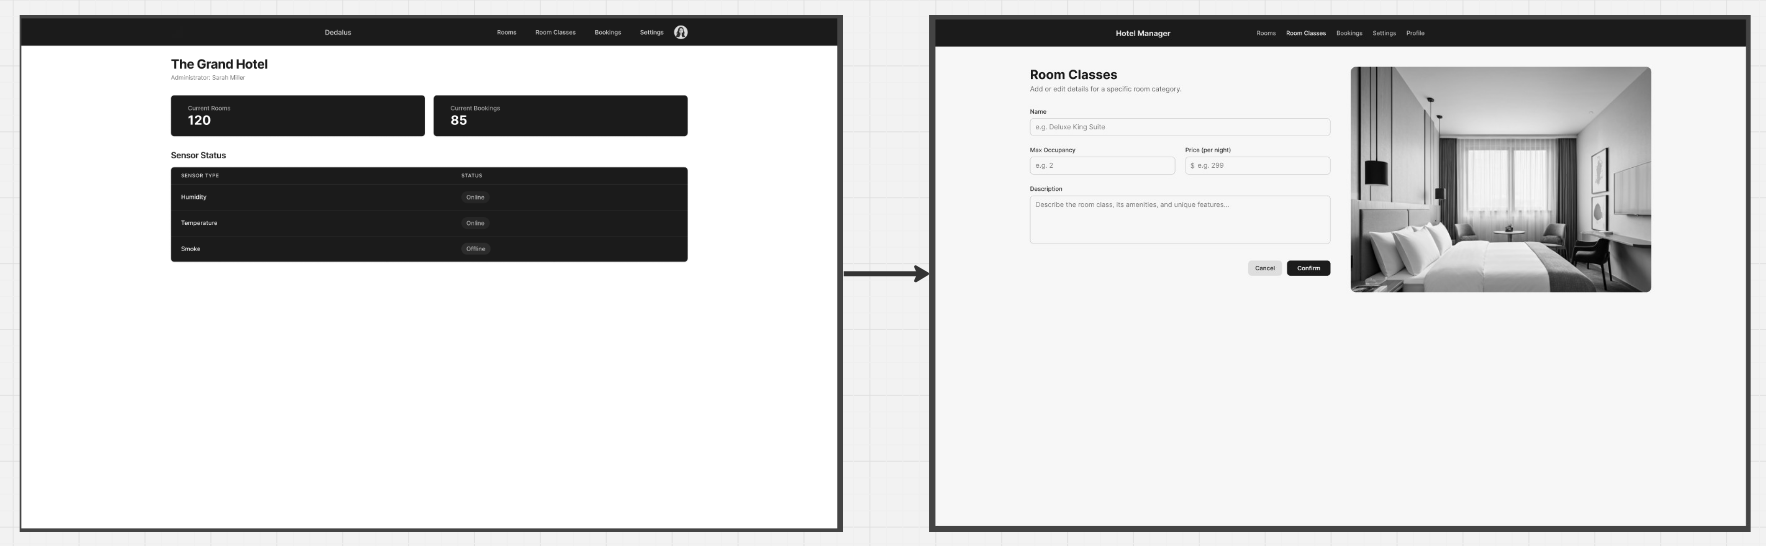 Dedalus
Rooms Room Classes Bookings Settings
The Grand Hotel
Administrator: Sarah Miller
Current Rooms
120
Current Bookings
85
Sensor Status
SENSOR TYPE STATUS
Humidity Online
Temperature Online
Smoke Offline
Hotel Manager
Rooms Room Classes Bookings Settings Profile
Room Classes
Add or edit details for a specific room category.
Name
e.g. Deluxe King Suite
Max Occupancy
e.g. 2
Price (per night)
$ e.g. 299
Description
Describe the room class, its amenities, and unique features...
Cancel Confirm